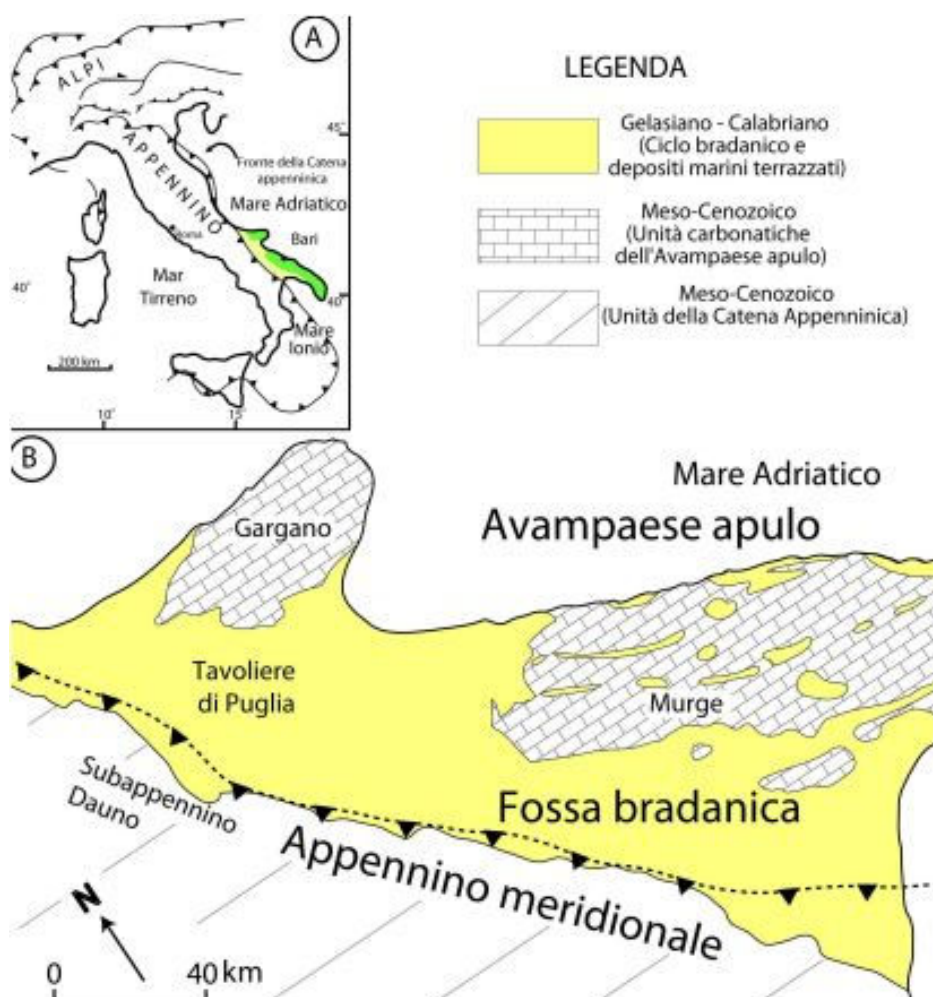 A
ALPI
APPENNINO
45°
Fronte della Catena
appenninica
Mare Adriatico
Roma
Bari
40°
Mar
Tirreno
40°
Mare
Ionio
200 km
10°
15°
LEGENDA
Gelasiano - Calabriano
(Ciclo bradanico e
depositi marini terrazzati)
Meso-Cenozoico
(Unità carbonatiche
dell'Avampaese apulo)
Meso-Cenozoico
(Unità della Catena Appenninica)
B
Mare Adriatico
Gargano
Avampaese apulo
Tavoliere
di Puglia
Murge
Subappennino
Dauno
Fossa bradanica
Appennino meridionale
N
0 40 km